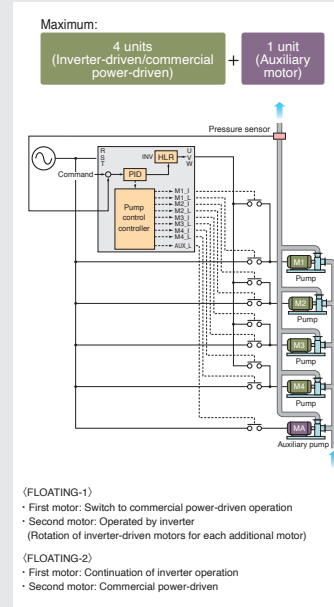 Maximum:
4 units
(Inverter-driven/commercial
power-driven)
+
1 unit
(Auxiliary
motor)
Pressure sensor
R
S
T
INV
HLR
U
V
W
Command
PID
Pump
control
controller
M1_I
M1_L
M2_I
M2_L
M3_I
M3_L
M4_I
M4_L
AUX_L
M1
Pump
M2
Pump
M3
Pump
M4
Pump
MA
Auxiliary pump
〈FLOATING-1〉
・First motor: Switch to commercial power-driven operation
・Second motor: Operated by inverter
(Rotation of inverter-driven motors for each additional motor)
〈FLOATING-2〉
・First motor: Continuation of inverter operation
・Second motor: Commercial power-driven